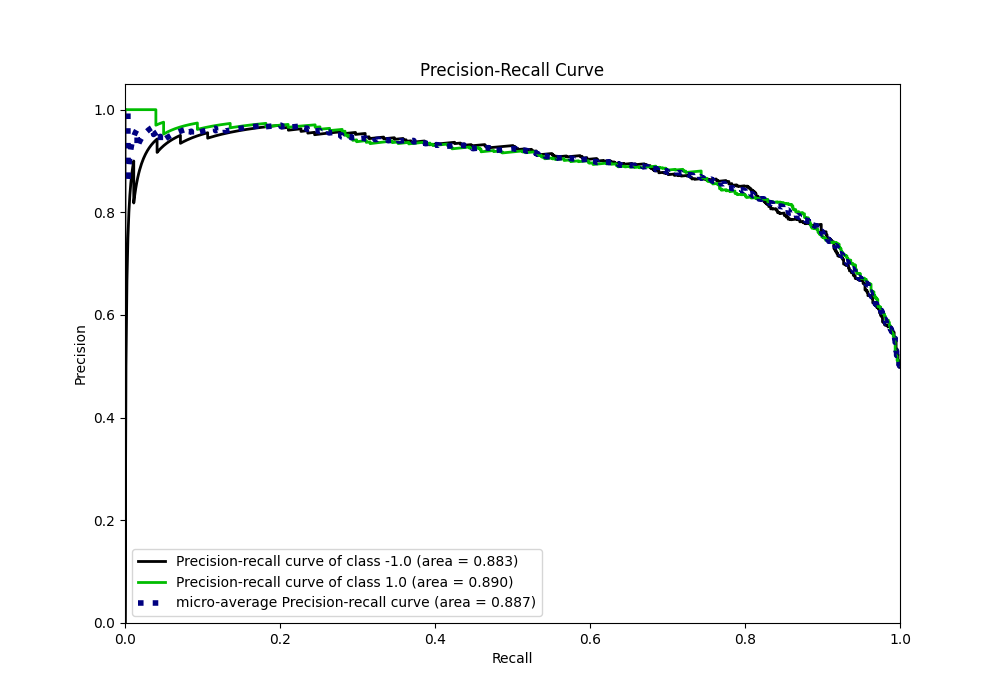 Precision-Recall Curve
1.0
0.8
0.6
0.4
0.2
0.0
Precision
Precision-recall curve of class -1.0 (area = 0.883)
Precision-recall curve of class 1.0 (area = 0.890)
micro-average Precision-recall curve (area = 0.887)
0.0 0.2 0.4 0.6 0.8 1.0
Recall